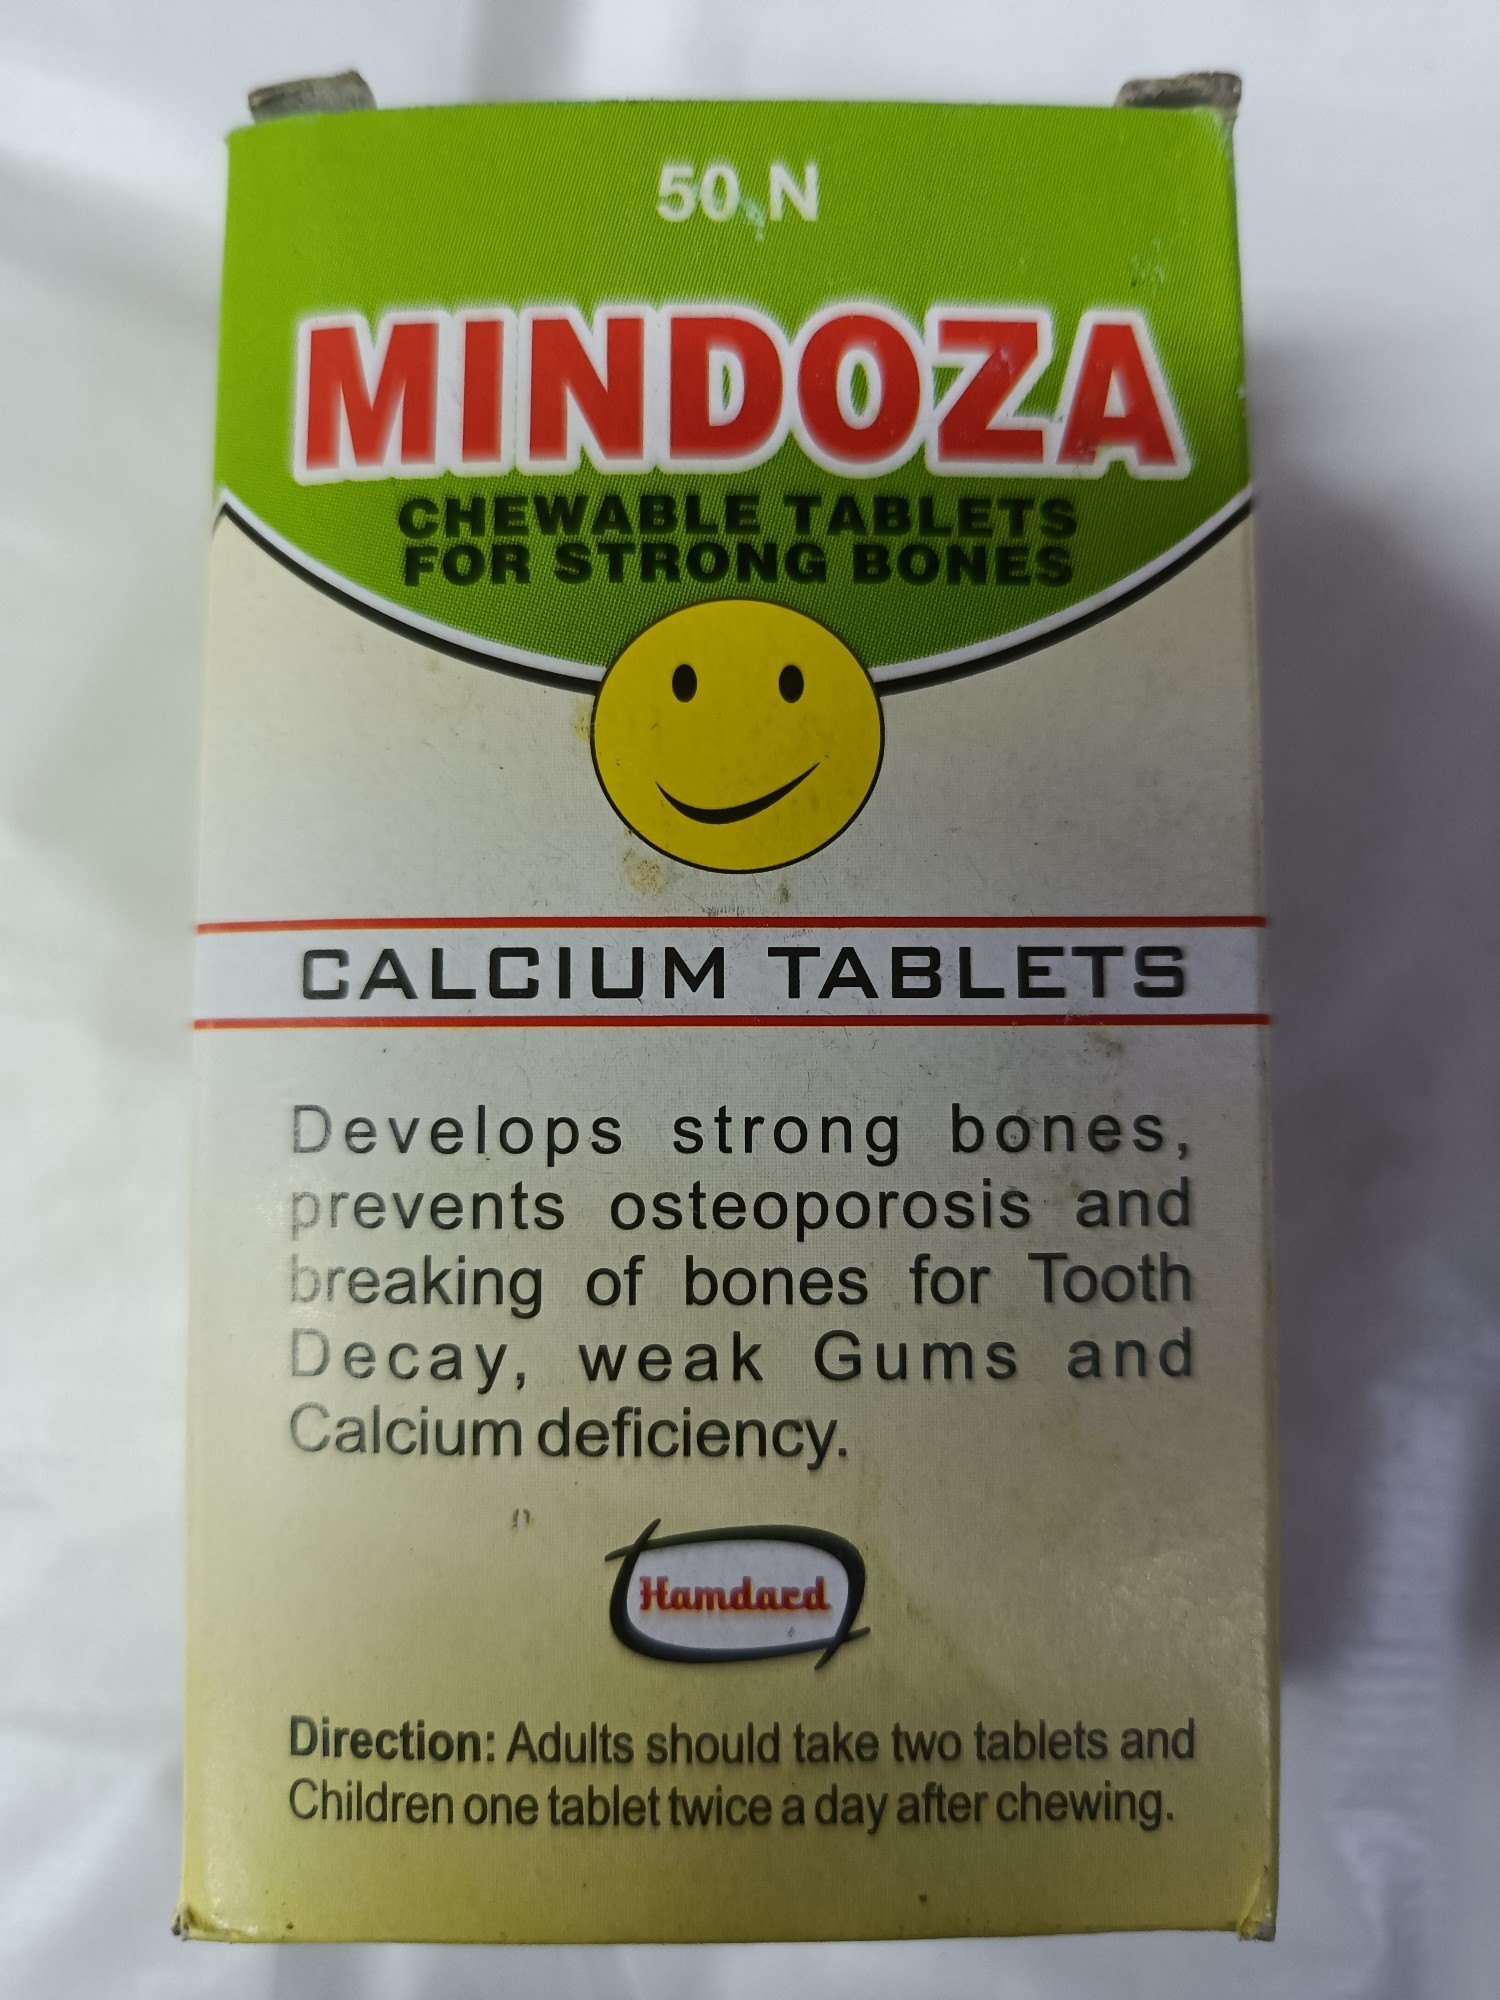 50 N
MINDOZA
CHEWABLE TABLETS
FOR STRONG BONES
CALCIUM TABLETS
Develops strong bones,
prevents osteoporosis and
breaking of bones for Tooth
Decay, weak Gums and
Calcium deficiency.
Hamdard
Direction: Adults should take two tablets and
Children one tablet twice a day after chewing.